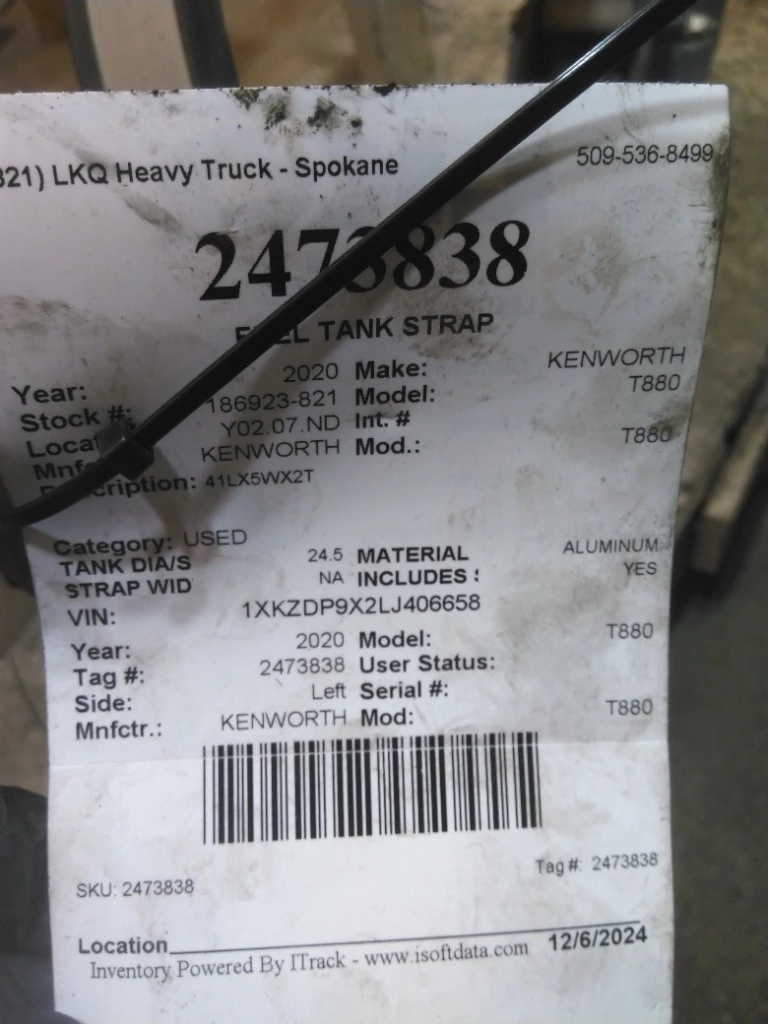 321) LKQ Heavy Truck - Spokane 509-536-8499
2473838
FUEL TANK STRAP
Year: 2020 Make: KENWORTH
Stock #: 186923-821 Model: T880
Y02.07.ND Int. #
KENWORTH Mod.: T880
41LX5WX2T
Category: USED
TANK DIA/S 24.5 MATERIAL ALUMINUM
STRAP WID NA INCLUDES : YES
VIN: 1XKZDP9X2LJ406658
Year: 2020 Model: T880
Tag #: 2473838 User Status:
Side: Left Serial #:
Mnfctr.: KENWORTH Mod: T880
Tag #: 2473838
SKU: 2473838
Location 12/6/2024
Inventory Powered By ITrack - www.isoftdata.com